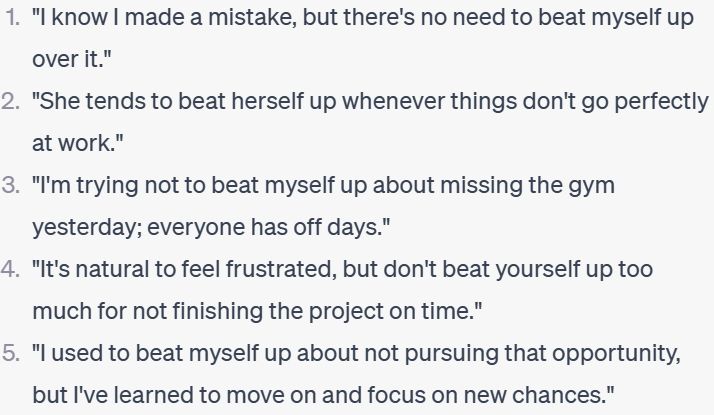 1. "I know I made a mistake, but there's no need to beat myself up
over it."
2. "She tends to beat herself up whenever things don't go perfectly
at work."
3. "I'm trying not to beat myself up about missing the gym
yesterday; everyone has off days."
4. "It's natural to feel frustrated, but don't beat yourself up too
much for not finishing the project on time."
5. "I used to beat myself up about not pursuing that opportunity,
but I've learned to move on and focus on new chances."